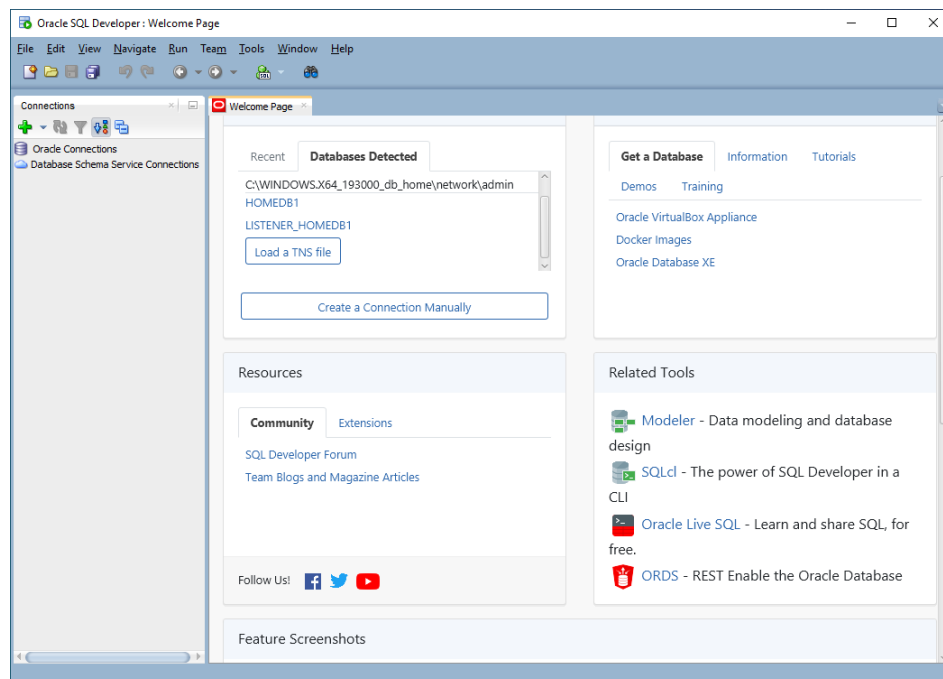 Oracle SQL Developer : Welcome Page
File Edit View Navigate Run Team Tools Window Help
SQL
Connections
Oracle Connections
Database Schema Service Connections
Welcome Page
Recent Databases Detected
C:\WINDOWS.X64_193000_db_home\network\admin
HOMEDB1
LISTENER_HOMEDB1
Load a TNS file
Create a Connection Manually
Get a Database Information Tutorials
Demos Training
Oracle VirtualBox Appliance
Docker Images
Oracle Database XE
Resources
Community Extensions
SQL Developer Forum
Team Blogs and Magazine Articles
Follow Us!
Related Tools
Modeler - Data modeling and database
design
SQLcl - The power of SQL Developer in a
CLI
Oracle Live SQL - Learn and share SQL, for
free.
ORDS - REST Enable the Oracle Database
Feature Screenshots